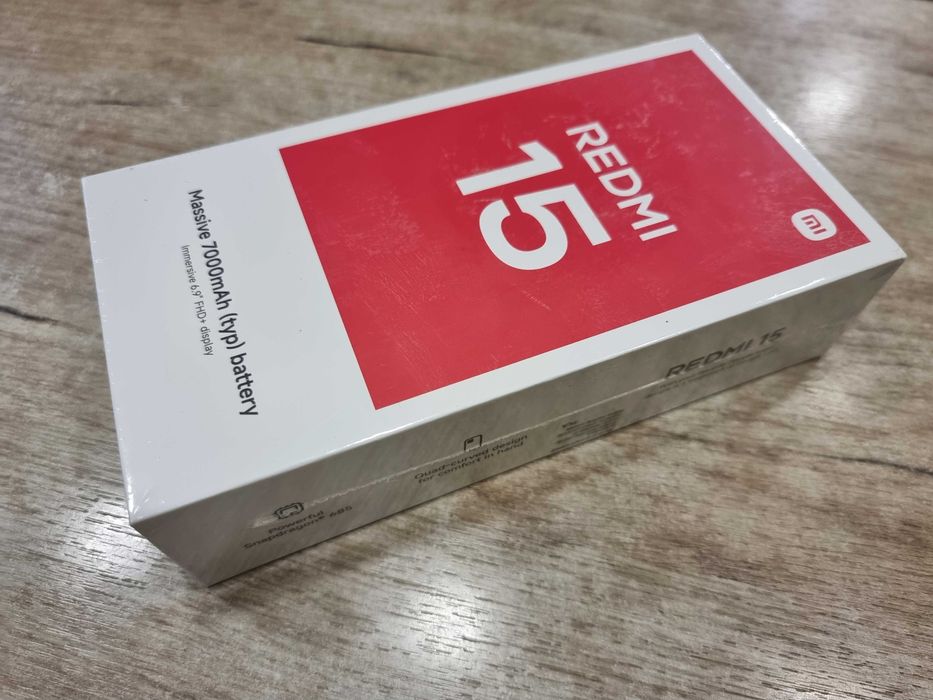 REDMI
15
mi
Massive 7000mAh (typ) battery
Immersive 6.9" FHD+ display
REDMI 15
Quad-curved design
for comfort in hand
Powerful
Snapdragon® 685